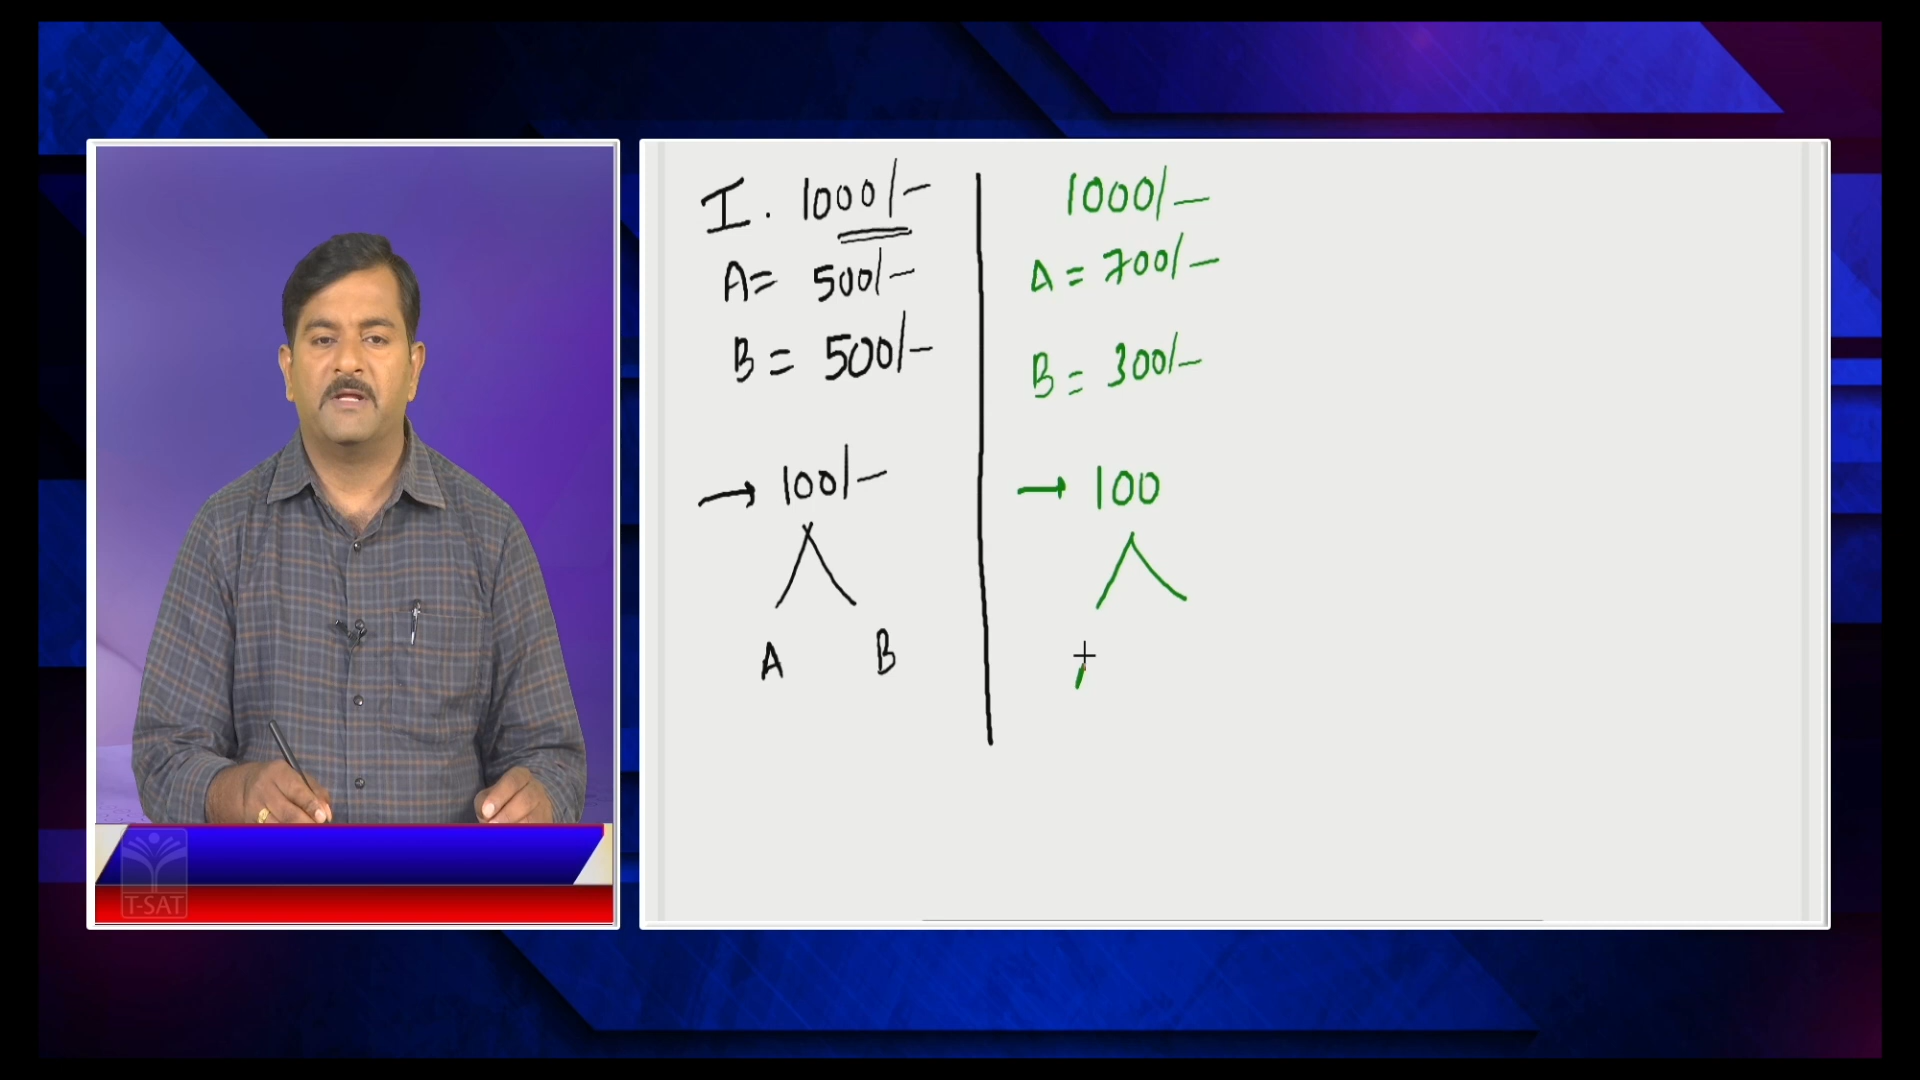 I. 1000/-
A= 500/-
B= 500/-
→ 100/-
A B
1000/-
A = 700/-
B = 300/-
→ 100
T-SAT